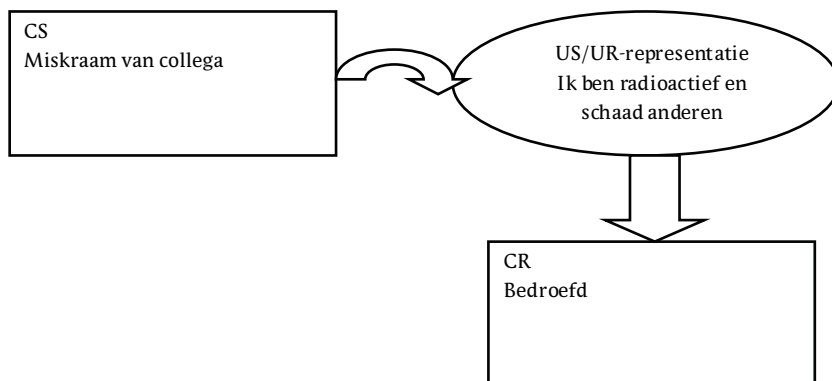 CS
Miskraam van collega
US/UR-representatie
Ik ben radioactief en
schaad anderen
CR
Bedroefd